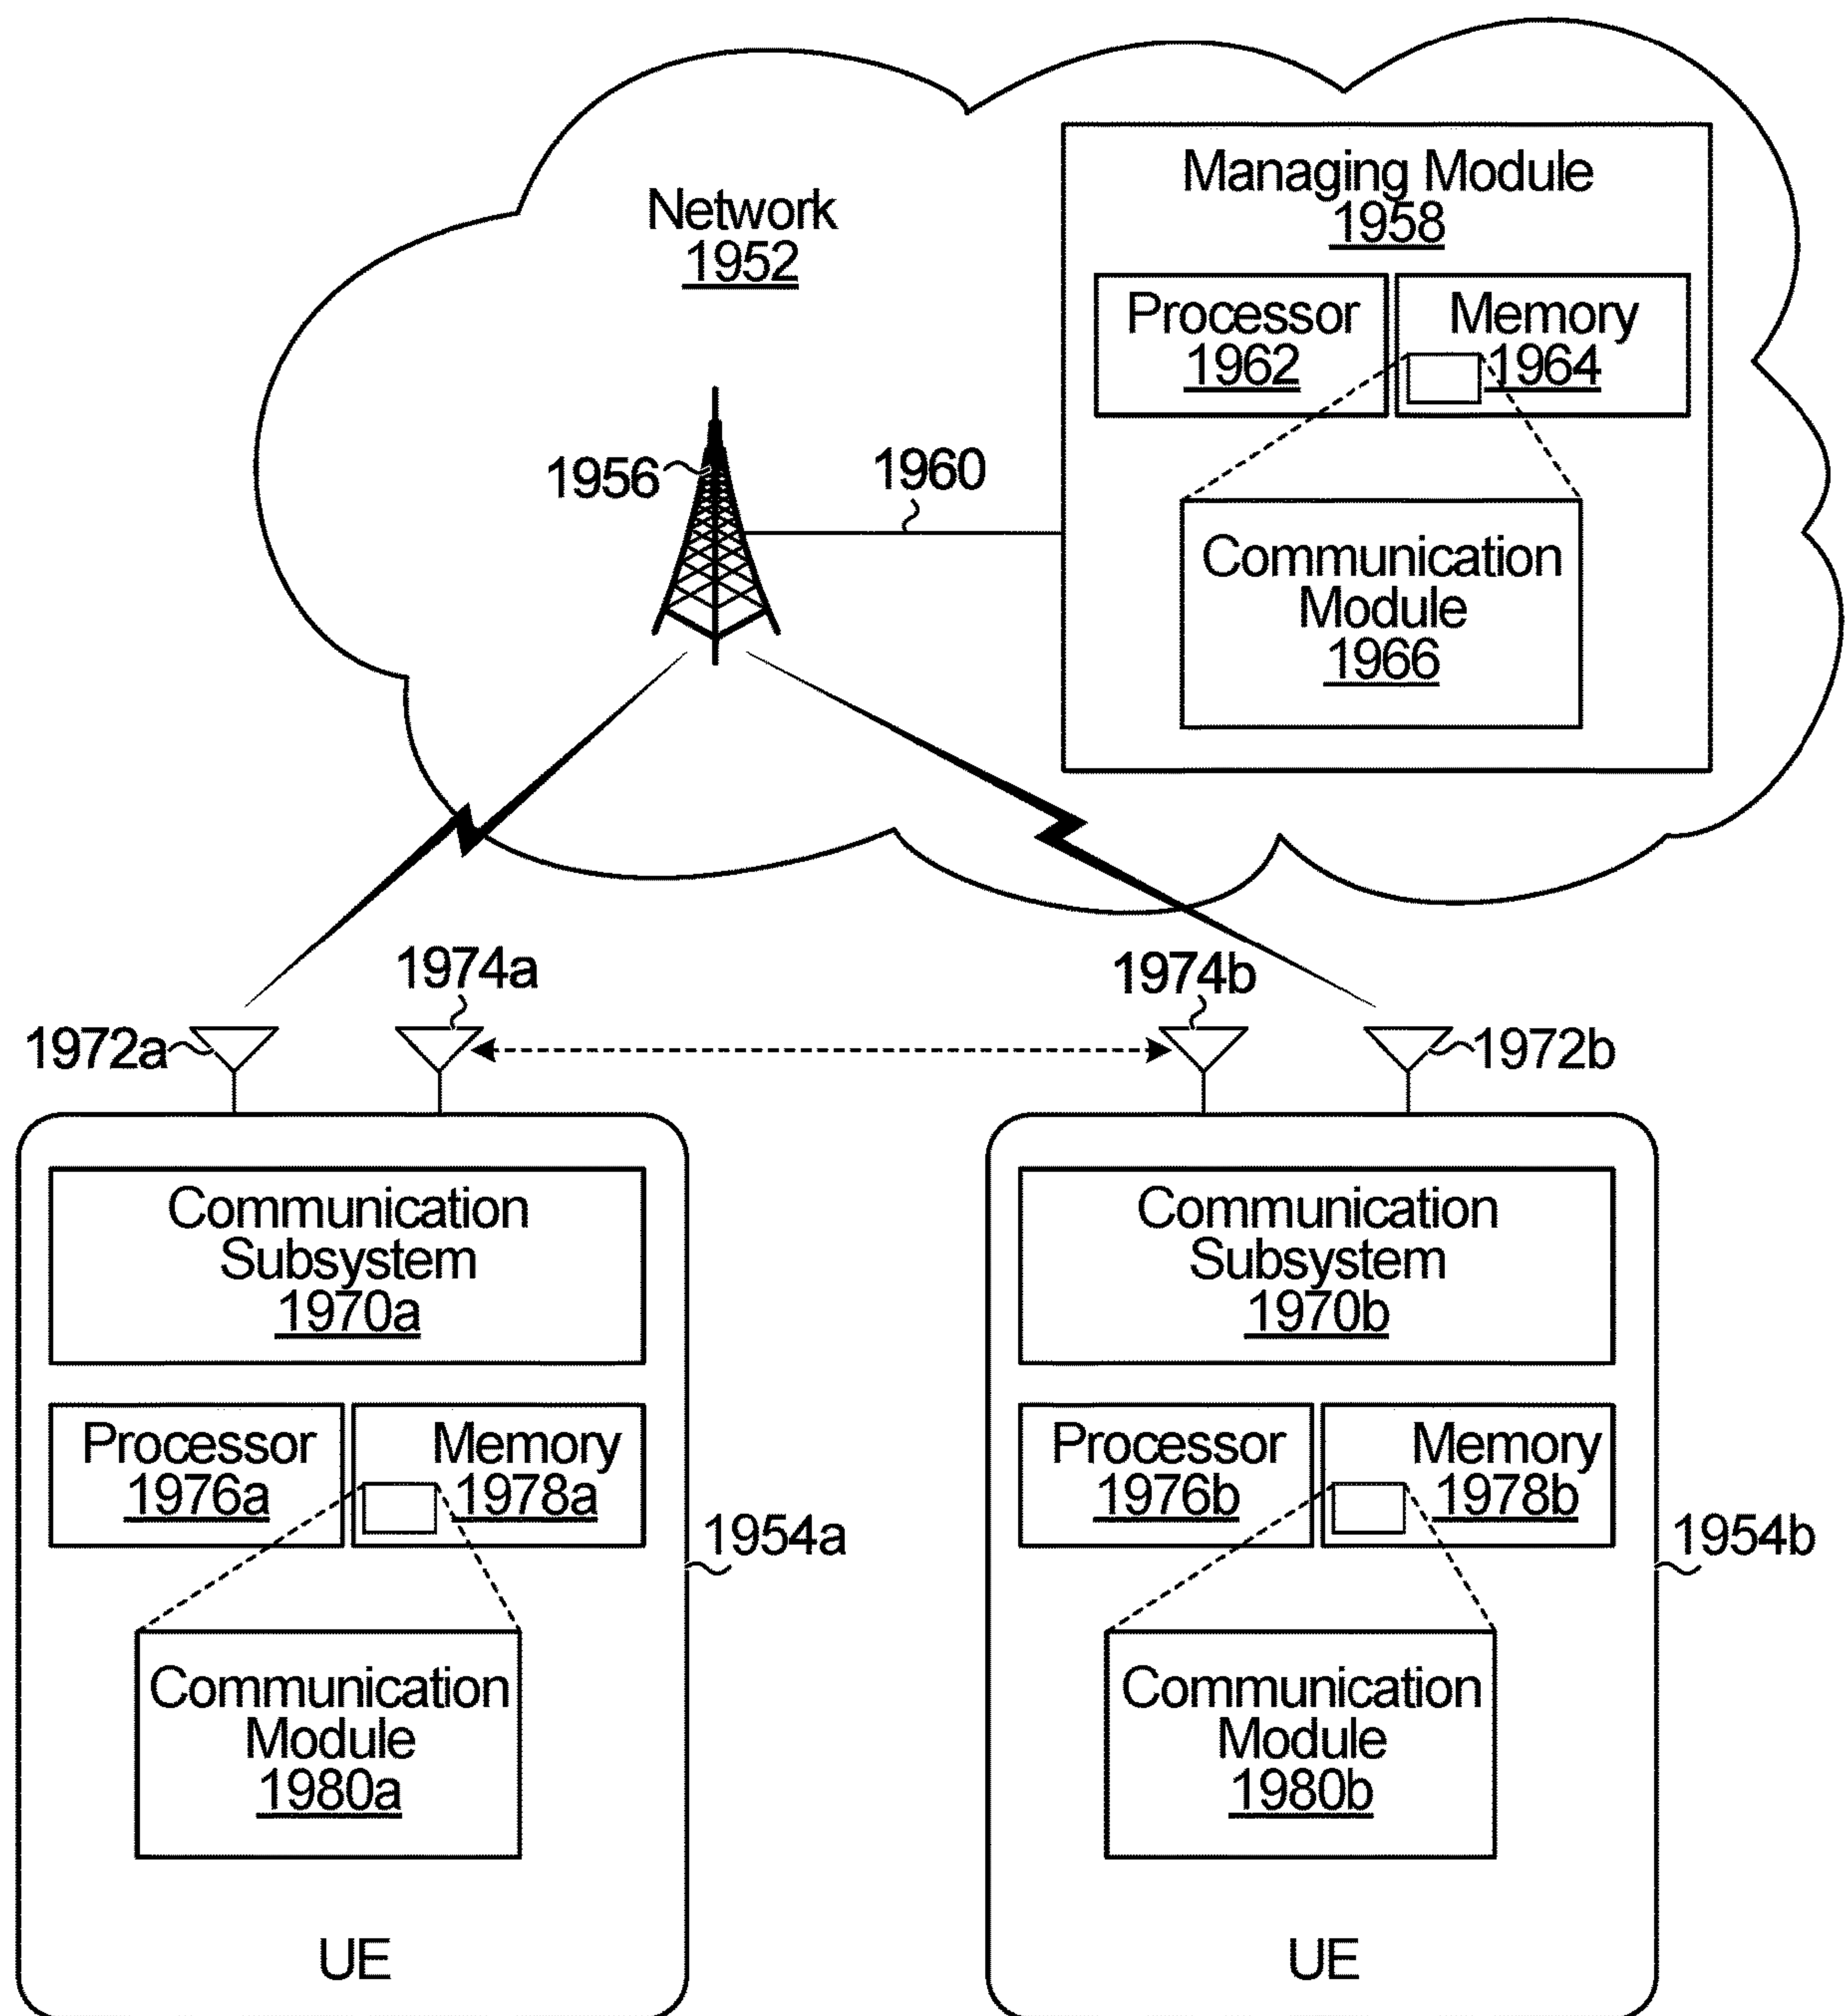 Network
1952
Managing Module
1958
Processor
1962
Memory
1964
1956
1960
Communication
Module
1966
1974a
1974b
1972a
1972b
Communication
Subsystem
1970a
Processor
1976a
Memory
1978a
1954a
Communication
Module
1980a
UE
Communication
Subsystem
1970b
Processor
1976b
Memory
1978b
1954b
Communication
Module
1980b
UE